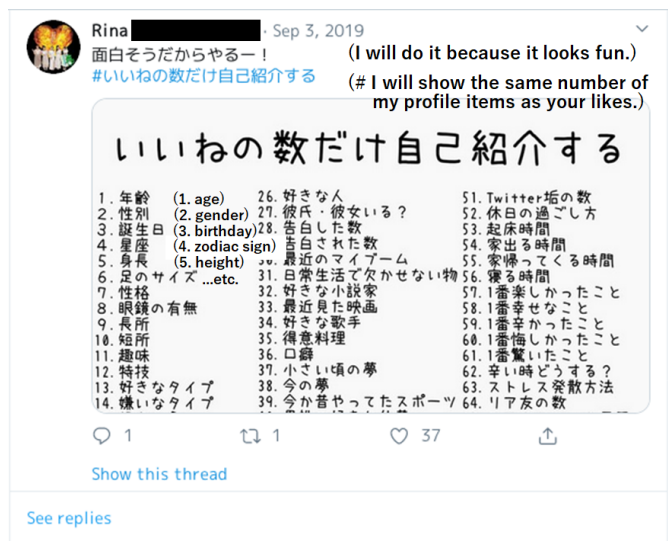 Rina · Sep 3, 2019
面白そうだからやるー！
(I will do it because it looks fun.)
#いいねの数だけ自己紹介する
(# I will show the same number of
my profile items as your likes.)
いいねの数だけ自己紹介する
1. 年齢 (1. age)
2. 性別 (2. gender)
3. 誕生日 (3. birthday)
4. 星座 (4. zodiac sign)
5. 身長 (5. height)
6. 足のサイズ ...etc.
7. 性格
8. 眼鏡の有無
9. 長所
10. 短所
11. 趣味
12. 特技
13. 好きなタイプ
14. 嫌いなタイプ
26. 好きな人
27. 彼氏・彼女いる？
28. 告白した数
告白された数
30. 最近のマイブーム
31. 日常生活で欠かせない物
32. 好きな小説家
33. 最近見た映画
34. 好きな歌手
35. 得意料理
36. 口癖
37. 小さい頃の夢
38. 今の夢
39. 今か昔やってたスポーツ
51. Twitter垢の数
52. 休日の過ごし方
53. 起床時間
54. 家出る時間
55. 家帰ってくる時間
56. 寝る時間
57. 1番楽しかったこと
58. 1番幸せなこと
59. 1番辛かったこと
60. 1番悔しかったこと
61. 1番驚いたこと
62. 辛い時どうする？
63. ストレス発散方法
64. リア友の数
1 1 37
Show this thread
See replies